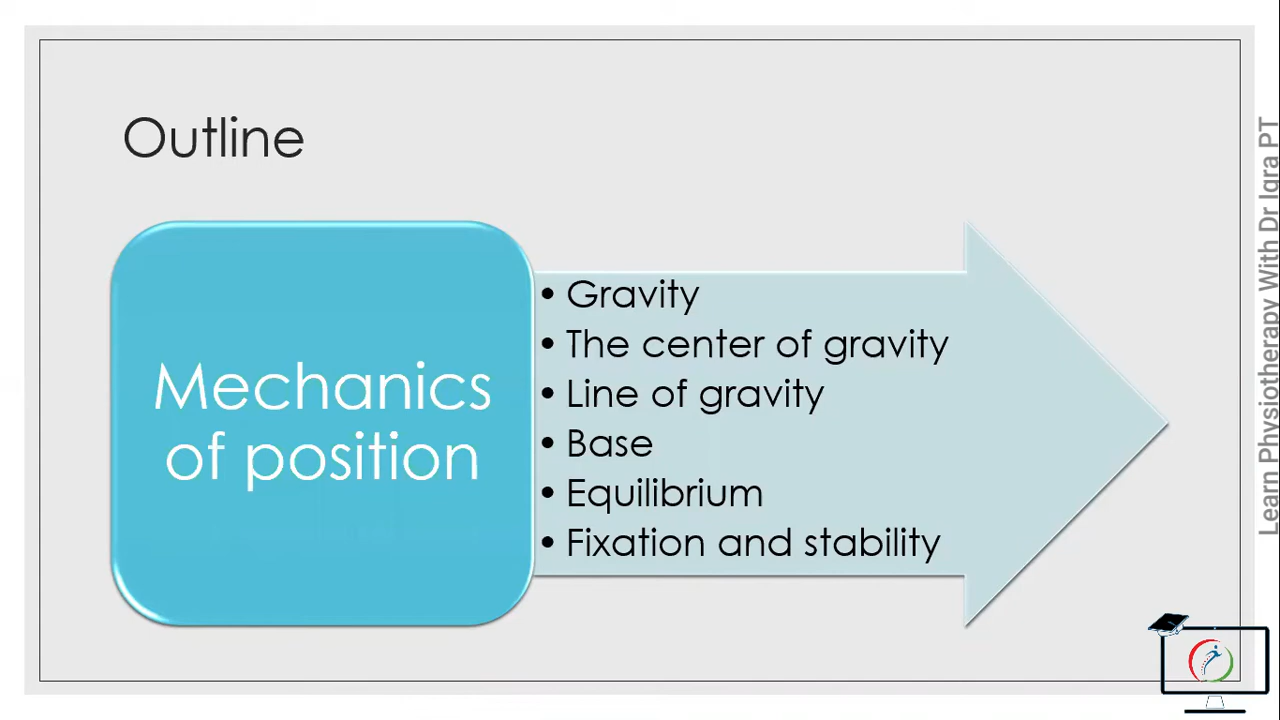 Outline
Mechanics
of position
• Gravity
• The center of gravity
• Line of gravity
• Base
• Equilibrium
• Fixation and stability
Learn Physiotherapy With Dr Iqra PT